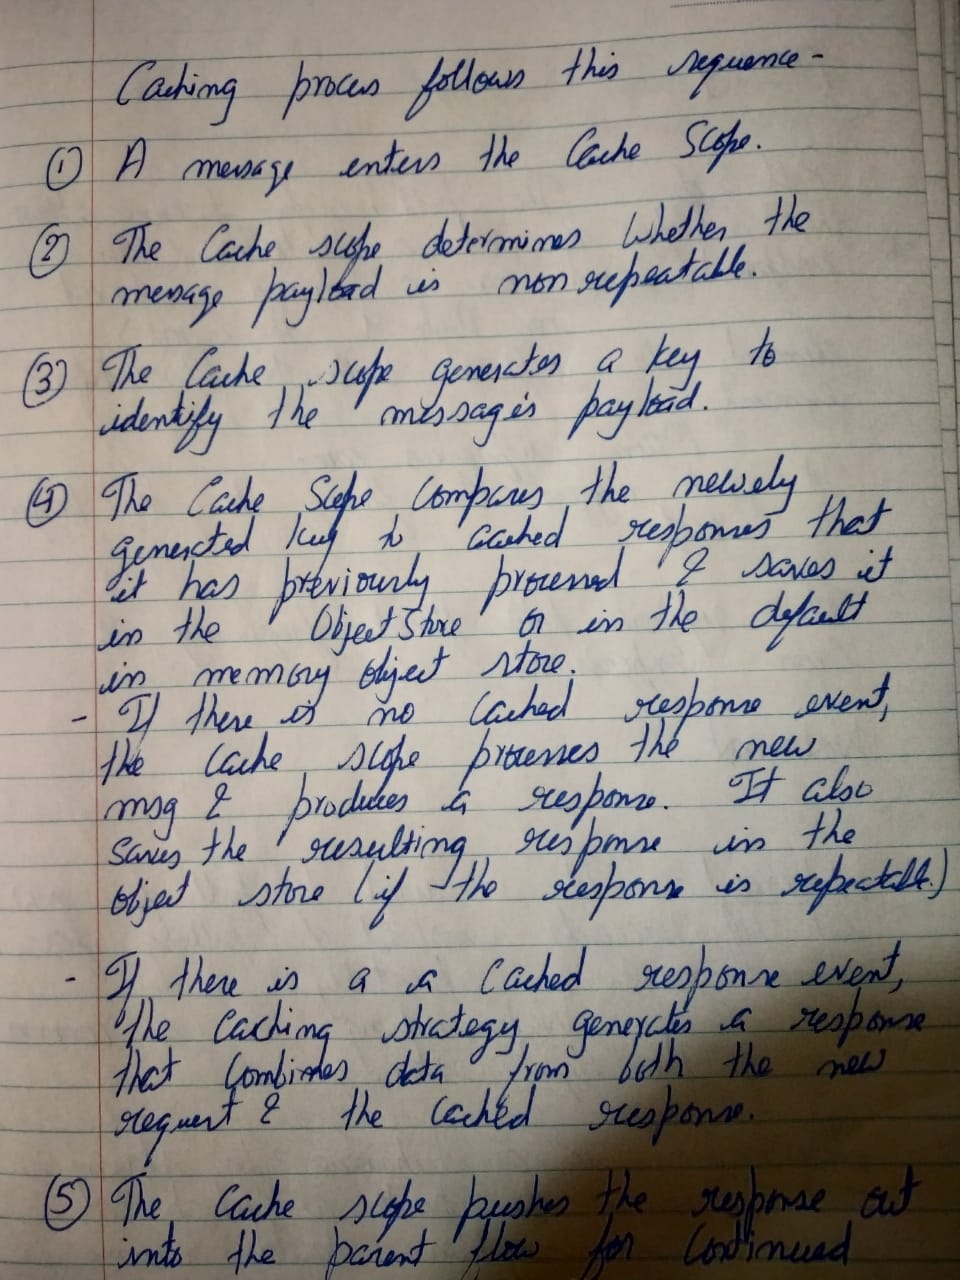 Caching process follows this sequence -
① A message enters the Cache Scope.
② The Cache scope determines whether the
message payload is non repeatable.
③ The Cache scope generates a key to
identify the message's payload.
④ The Cache Scope compares the newely
generated key to cached responses that
it has previously processed & saves it
in the ObjectStore or in the default
in memory object store.
- If there is no cached response event,
the Cache scope processes the new
msg & produces a response. It also
saves the resulting response in the
object store (if the response is repeatable.)
- If there is a a Cached response event,
the Caching strategy generates a response
that combines data from both the new
request & the cached response.
⑤ The Cache scope pushes the response out
into the parent flow for continued